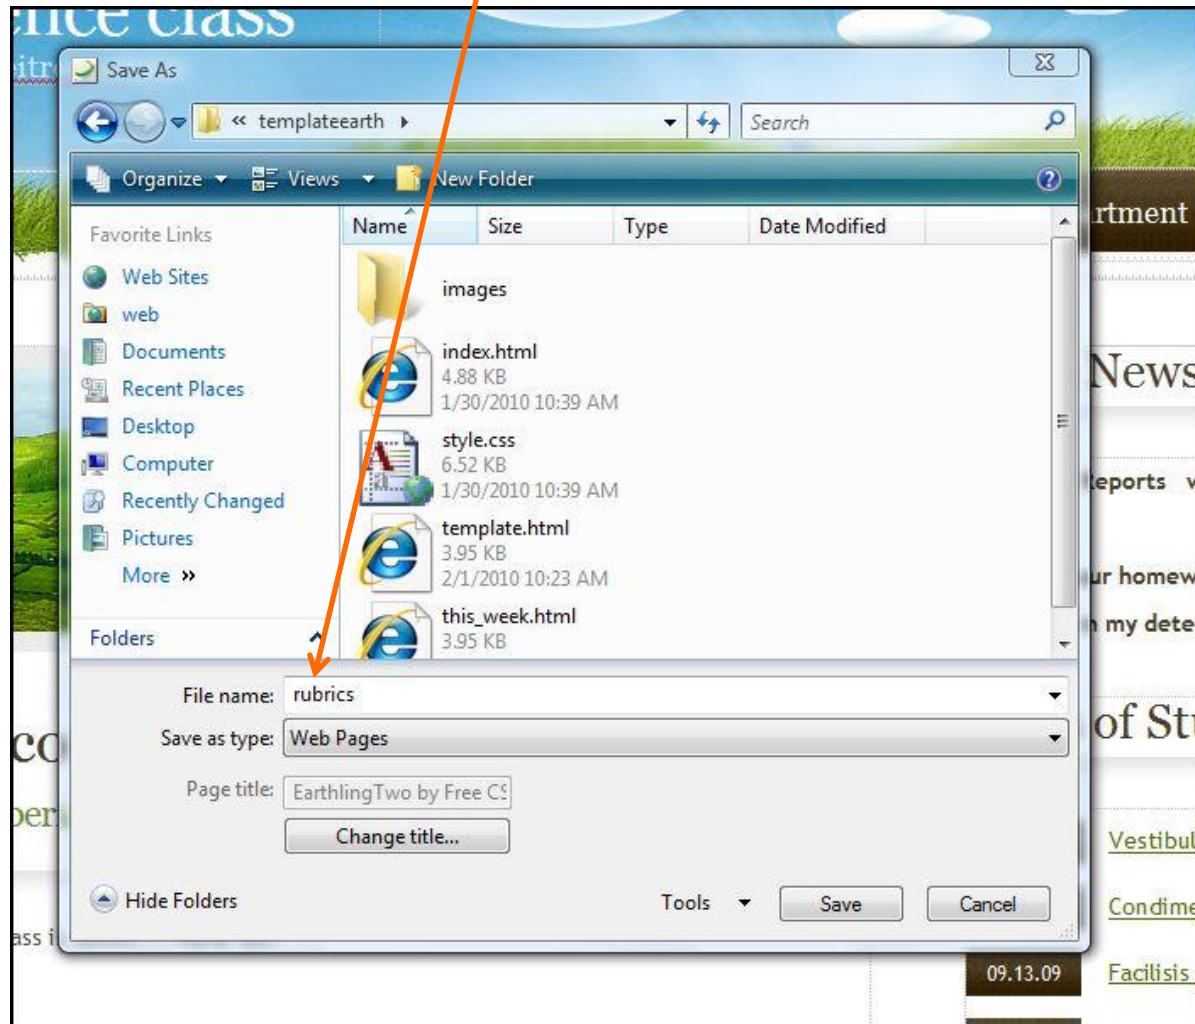 ence class
Save As
« templateearth
Search
Organize Views New Folder
Favorite Links
Name Size Type Date Modified
Web Sites
web
Documents
Recent Places
Desktop
Computer
Recently Changed
Pictures
More »
Folders
images
index.html
4.88 KB
1/30/2010 10:39 AM
style.css
6.52 KB
1/30/2010 10:39 AM
template.html
3.95 KB
2/1/2010 10:23 AM
this_week.html
3.95 KB
File name: rubrics
Save as type: Web Pages
Page title: EarthlingTwo by Free CS
Change title...
Hide Folders
Tools Save Cancel
rtment
News
eports
ur homew
my dete
of Stu
Vestibul
Condime
09.13.09 Facilisis